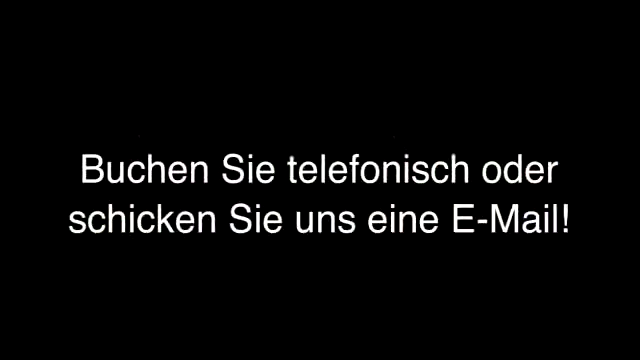 Buchen Sie telefonisch oder
schicken Sie uns eine E-Mail!